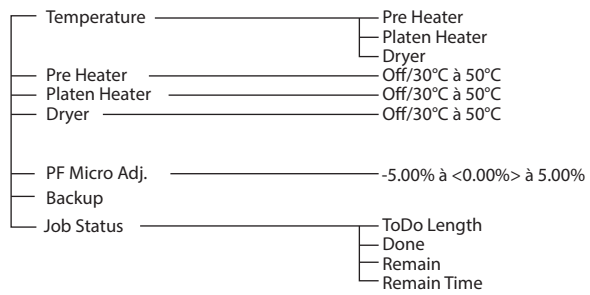 Temperature Pre Heater
Platen Heater
Dryer
Pre Heater Off/30°C à 50°C
Platen Heater Off/30°C à 50°C
Dryer Off/30°C à 50°C
PF Micro Adj. -5.00% à <0.00%> à 5.00%
Backup
Job Status ToDo Length
Done
Remain
Remain Time